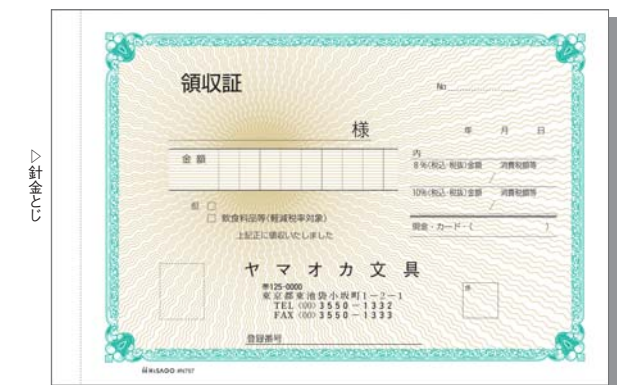 ▷針金とじ
領収証
No
様
年 月 日
金 額
内
8%(税込・税抜)金額 消費税額等
/
10%(税込・税抜)金額 消費税額等
/
但
飲食料品等(軽減税率対象)
上記正に領収いたしました
現金・カード・( )
ヤマオカ文具
〒125-0000
東京都東池袋小坂町1-2-1
TEL (00) 3550-1332
FAX (00) 3550-1333
係
登録番号
HISAGO #N787